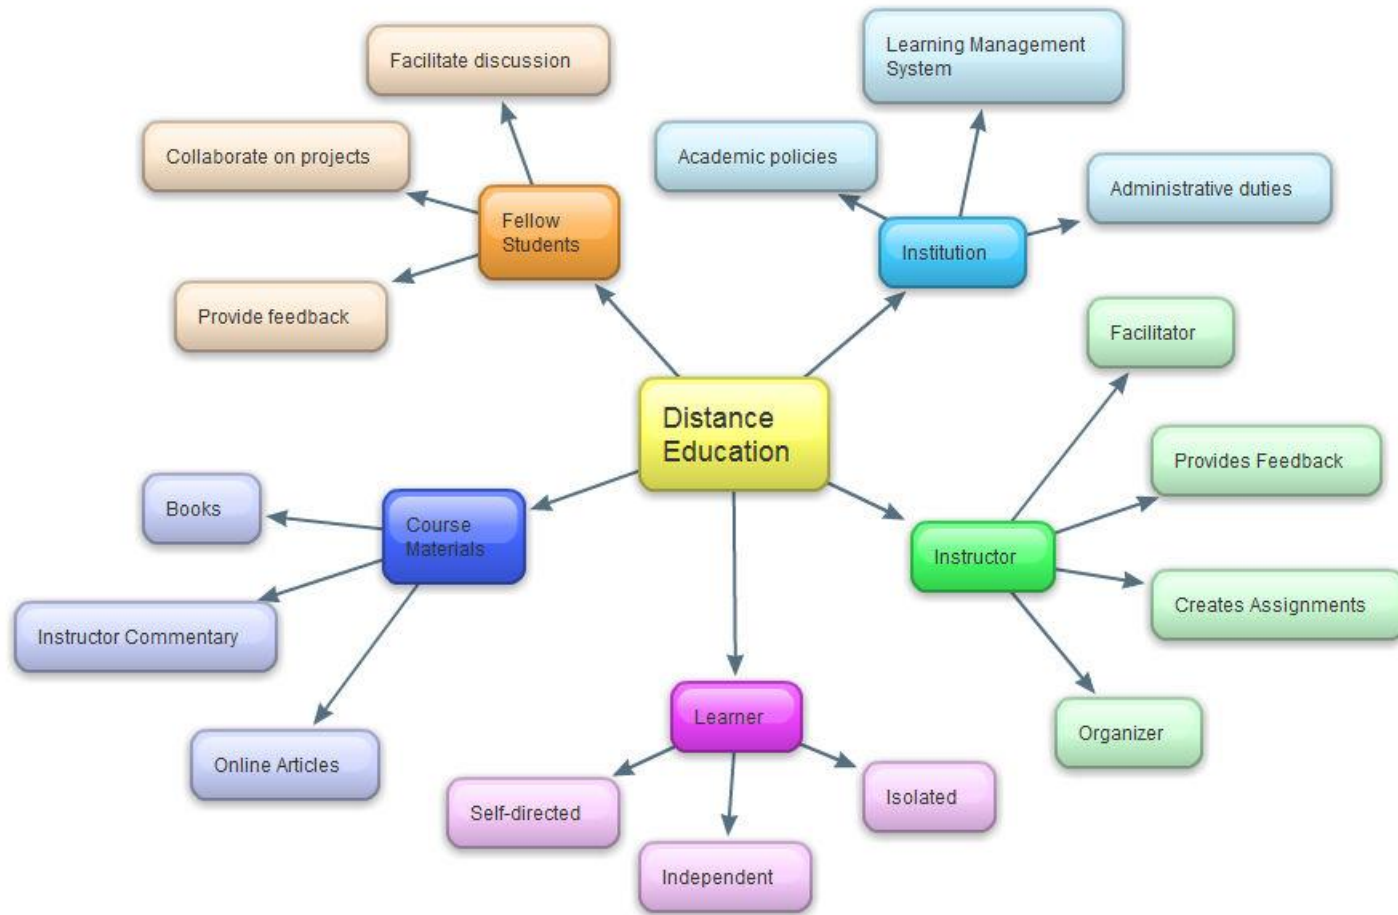 Facilitate discussion
Collaborate on projects
Fellow
Students
Provide feedback
Learning Management
System
Academic policies
Administrative duties
Institution
Distance
Education
Facilitator
Provides Feedback
Instructor
Creates Assignments
Organizer
Books
Course
Materials
Instructor Commentary
Online Articles
Learner
Self-directed
Isolated
Independent